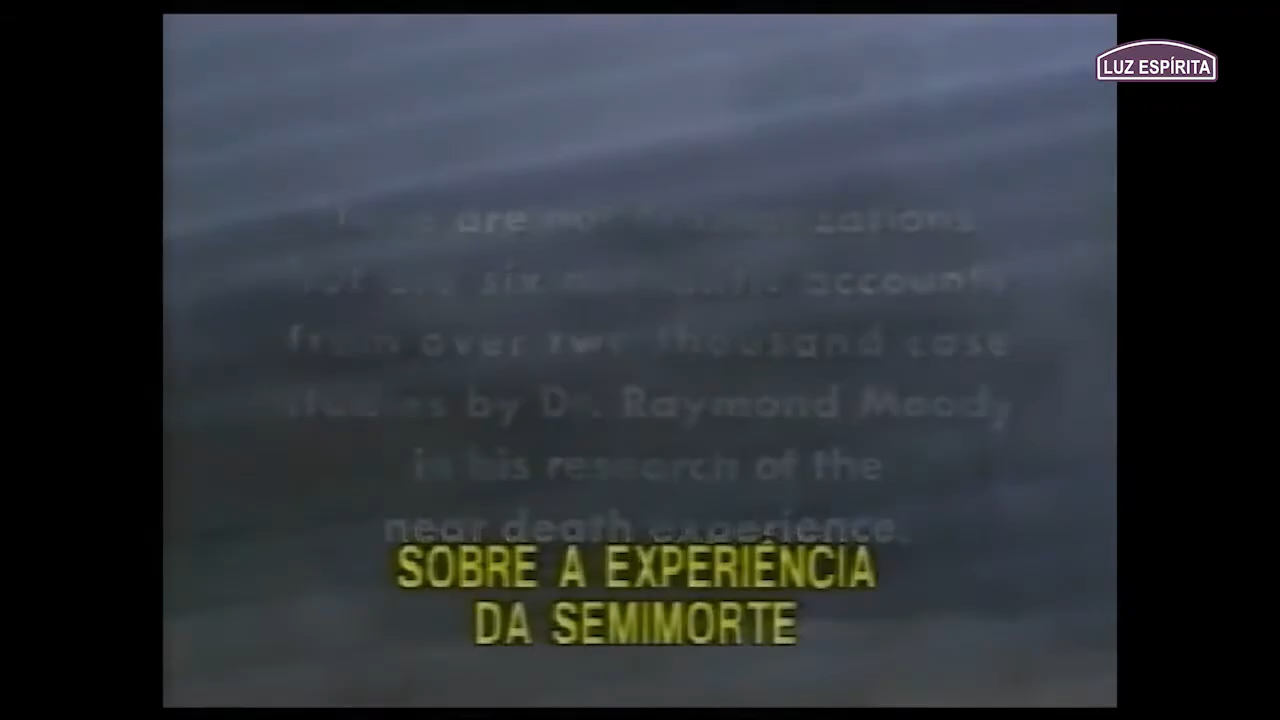 LUZ ESPÍRITA
are
six accounts
from over two thousand case
studies by Dr. Raymond Moody
in his research of the
near death experience.
SOBRE A EXPERIÊNCIA
DA SEMIMORTE